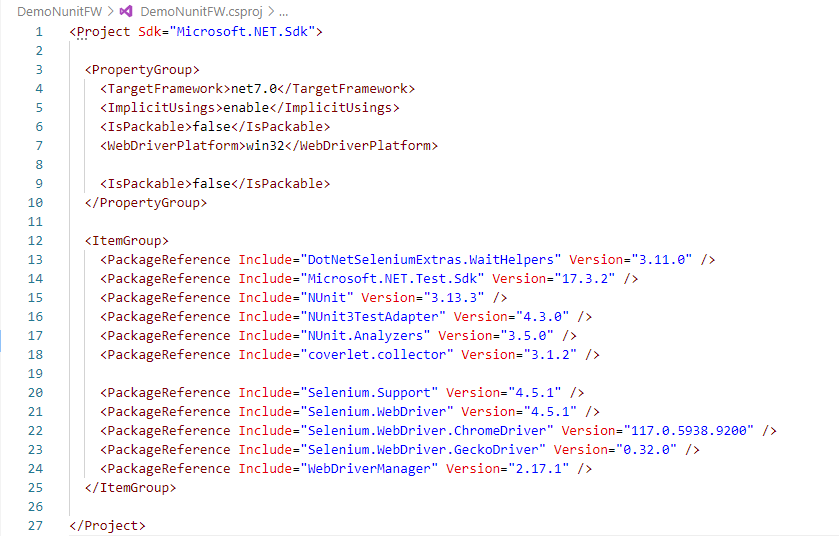 DemoNunitFW > DemoNunitFW.csproj > ...
1 <Project Sdk="Microsoft.NET.Sdk">
2
3 <PropertyGroup>
4 <TargetFramework>net7.0</TargetFramework>
5 <ImplicitUsings>enable</ImplicitUsings>
6 <IsPackable>false</IsPackable>
7 <WebDriverPlatform>win32</WebDriverPlatform>
8
9 <IsPackable>false</IsPackable>
10 </PropertyGroup>
11
12 <ItemGroup>
13 <PackageReference Include="DotNetSeleniumExtras.WaitHelpers" Version="3.11.0" />
14 <PackageReference Include="Microsoft.NET.Test.Sdk" Version="17.3.2" />
15 <PackageReference Include="NUnit" Version="3.13.3" />
16 <PackageReference Include="NUnit3TestAdapter" Version="4.3.0" />
17 <PackageReference Include="NUnit.Analyzers" Version="3.5.0" />
18 <PackageReference Include="coverlet.collector" Version="3.1.2" />
19
20 <PackageReference Include="Selenium.Support" Version="4.5.1" />
21 <PackageReference Include="Selenium.WebDriver" Version="4.5.1" />
22 <PackageReference Include="Selenium.WebDriver.ChromeDriver" Version="117.0.5938.9200" />
23 <PackageReference Include="Selenium.WebDriver.GeckoDriver" Version="0.32.0" />
24 <PackageReference Include="WebDriverManager" Version="2.17.1" />
25 </ItemGroup>
26
27 </Project>